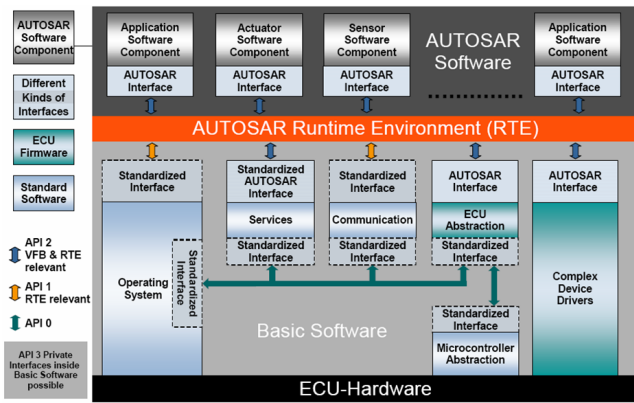 AUTOSAR
Software
Component
Different
Kinds of
Interfaces
ECU
Firmware
Standard
Software
API 2
VFB & RTE
relevant
API 1
RTE relevant
API 0
API 3 Private
Interfaces inside
Basic Software
possible
Application
Software
Component
AUTOSAR
Interface
Actuator
Software
Component
AUTOSAR
Interface
Sensor
Software
Component
AUTOSAR
Interface
AUTOSAR
Software
Application
Software
Component
AUTOSAR
Interface
AUTOSAR Runtime Environment (RTE)
Standardized
Interface
Operating
System
Standardized
Interface
Standardized
AUTOSAR
Interface
Services
Standardized
Interface
Standardized
Interface
Communication
Standardized
Interface
AUTOSAR
Interface
ECU
Abstraction
Standardized
Interface
Standardized
Interface
Microcontroller
Abstraction
AUTOSAR
Interface
Complex
Device
Drivers
Basic Software
ECU-Hardware